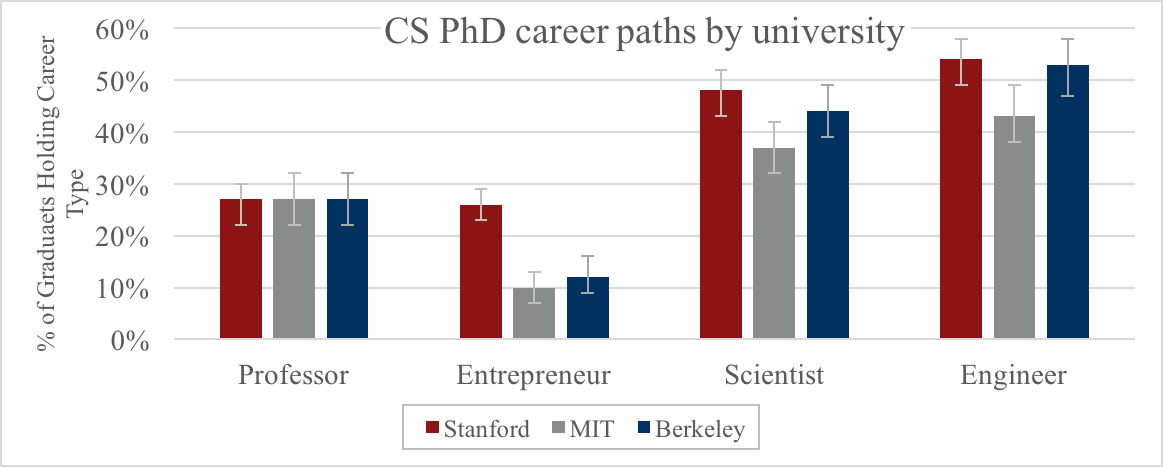 CS PhD career paths by university
% of Graduaets Holding Career
Type
60%
50%
40%
30%
20%
10%
0%
Professor
Entrepreneur
Scientist
Engineer
Stanford
MIT
Berkeley